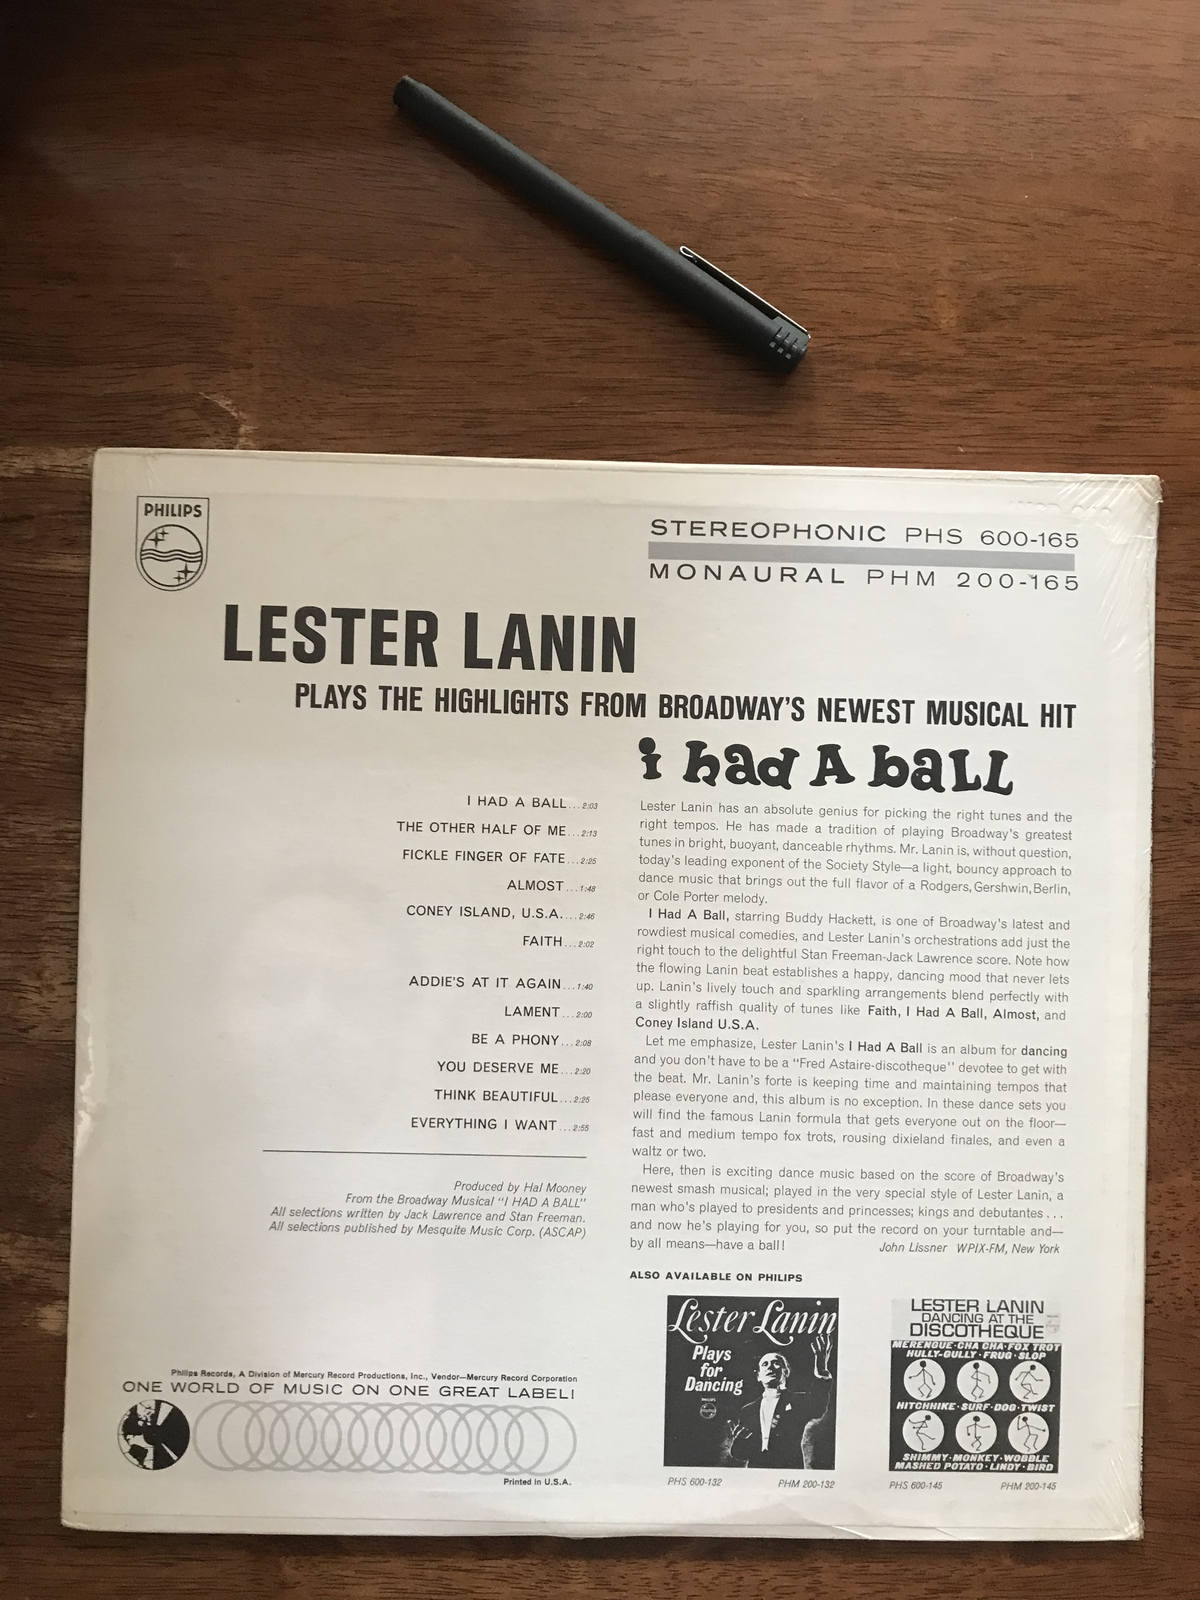 PHILIPS
STEREOPHONIC PHS 600-165
MONAURAL PHM 200-165
LESTER LANIN
PLAYS THE HIGHLIGHTS FROM BROADWAY'S NEWEST MUSICAL HIT
i had A baLL
I HAD A BALL...2:03
THE OTHER HALF OF ME...2:13
FICKLE FINGER OF FATE...2:25
ALMOST...1:48
CONEY ISLAND, U.S.A....2:46
FAITH...2:02
ADDIE'S AT IT AGAIN...1:40
LAMENT...2:00
BE A PHONY...2:08
YOU DESERVE ME...2:20
THINK BEAUTIFUL...2:25
EVERYTHING I WANT...2:55
Produced by Hal Mooney
From the Broadway Musical "I HAD A BALL"
All selections written by Jack Lawrence and Stan Freeman.
All selections published by Mesquite Music Corp. (ASCAP)
Lester Lanin has an absolute genius for picking the right tunes and the
right tempos. He has made a tradition of playing Broadway's greatest
tunes in bright, buoyant, danceable rhythms. Mr. Lanin is, without question,
today's leading exponent of the Society Style—a light, bouncy approach to
dance music that brings out the full flavor of a Rodgers, Gershwin, Berlin,
or Cole Porter melody.
I Had A Ball, starring Buddy Hackett, is one of Broadway's latest and
rowdiest musical comedies, and Lester Lanin's orchestrations add just the
right touch to the delightful Stan Freeman-Jack Lawrence score. Note how
the flowing Lanin beat establishes a happy, dancing mood that never lets
up. Lanin's lively touch and sparkling arrangements blend perfectly with
a slightly raffish quality of tunes like Faith, I Had A Ball, Almost, and
Coney Island U.S.A.
Let me emphasize, Lester Lanin's I Had A Ball is an album for dancing
and you don't have to be a "Fred Astaire-discotheque" devotee to get with
the beat. Mr. Lanin's forte is keeping time and maintaining tempos that
please everyone and, this album is no exception. In these dance sets you
will find the famous Lanin formula that gets everyone out on the floor—
fast and medium tempo fox trots, rousing dixieland finales, and even a
waltz or two.
Here, then is exciting dance music based on the score of Broadway's
newest smash musical; played in the very special style of Lester Lanin, a
man who's played to presidents and princesses; kings and debutantes...
and now he's playing for you, so put the record on your turntable and—
by all means—have a ball!
John Lissner WPIX-FM, New York
ALSO AVAILABLE ON PHILIPS
Lester Lanin
Plays
for
Dancing
PHS 600-132 PHM 200-132
LESTER LANIN
DANCING AT THE
DISCOTHEQUE
MERENGUE·CHA CHA·FOX TROT
HULLY-GULLY·FRUG·SLOP
HITCHHIKE·SURF·DOG·TWIST
SHIMMY·MONKEY·WOBBLE
MASHED POTATO·LINDY·BIRD
PHS 600-145 PHM 200-145
Philips Records, A Division of Mercury Record Productions, Inc., Vendor—Mercury Record Corporation
ONE WORLD OF MUSIC ON ONE GREAT LABEL!
Printed in U.S.A.